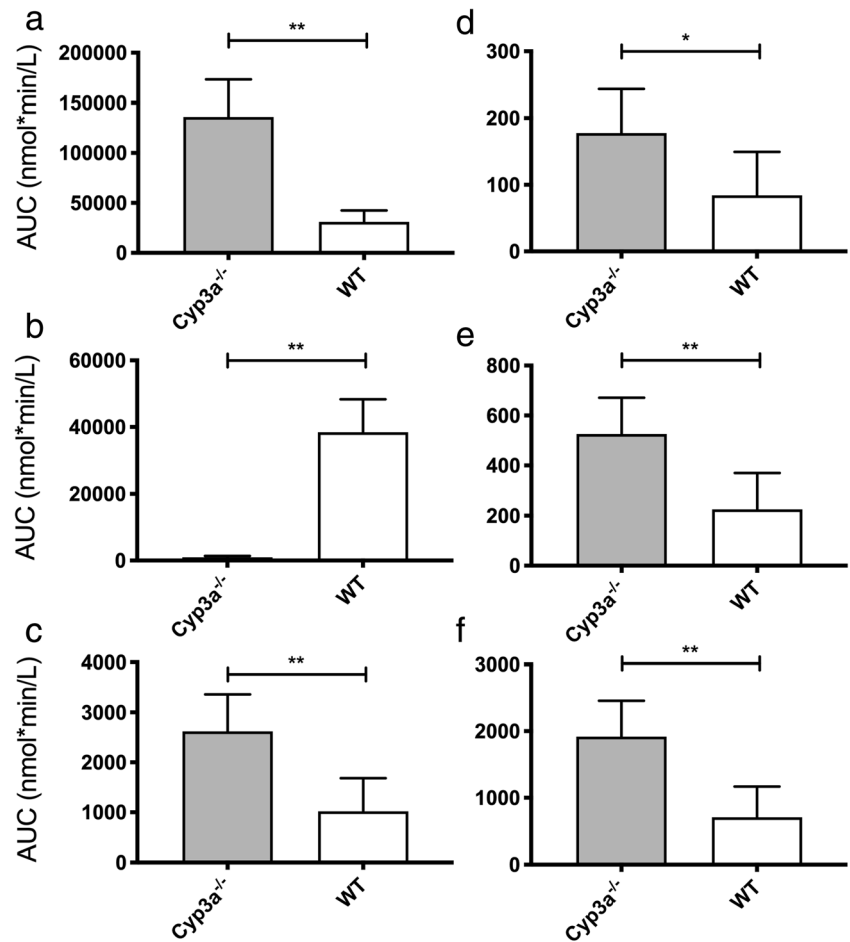 a
**
AUC (nmol*min/L)
200000
150000
100000
50000
0
Cyp3a-/-
WT
d
*
300
200
100
0
Cyp3a-/-
WT
b
**
AUC (nmol*min/L)
60000
40000
20000
0
Cyp3a-/-
WT
e
**
800
600
400
200
0
Cyp3a-/-
WT
c
**
AUC (nmol*min/L)
4000
3000
2000
1000
0
Cyp3a-/-
WT
f
**
3000
2000
1000
0
Cyp3a-/-
WT